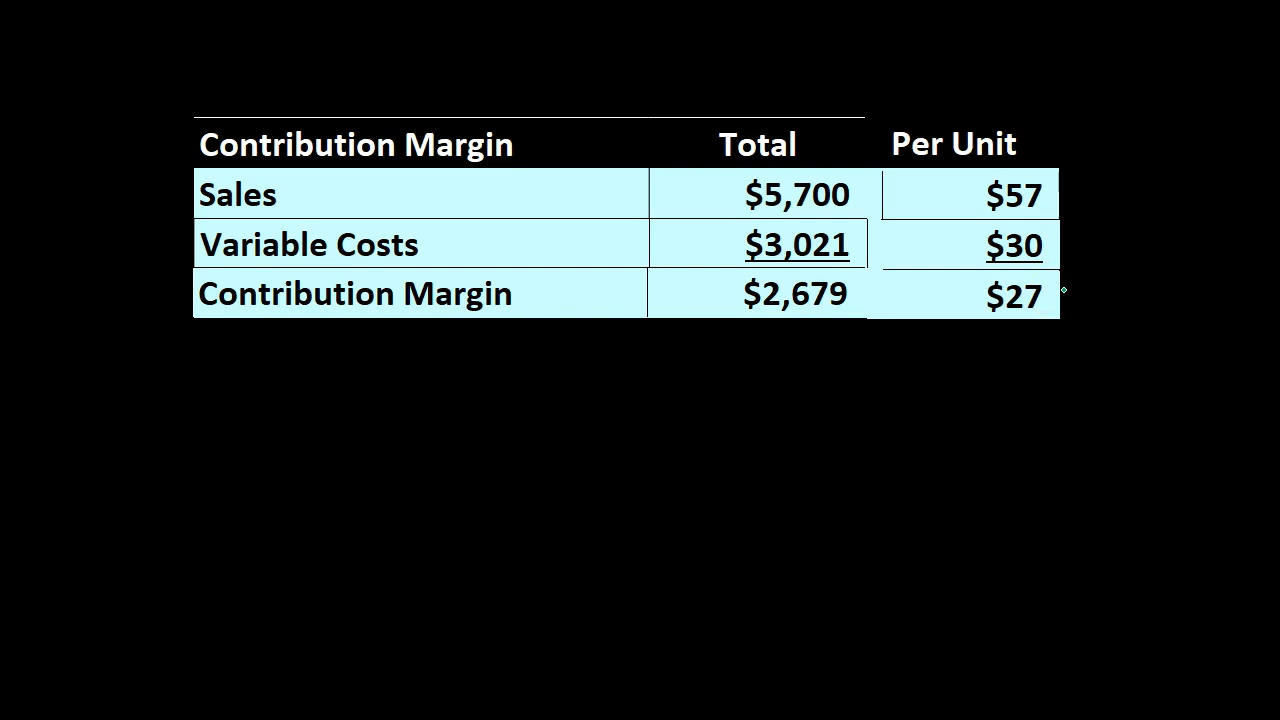 Contribution Margin Total Per Unit
Sales $5,700 $57
Variable Costs $3,021 $30
Contribution Margin $2,679 $27